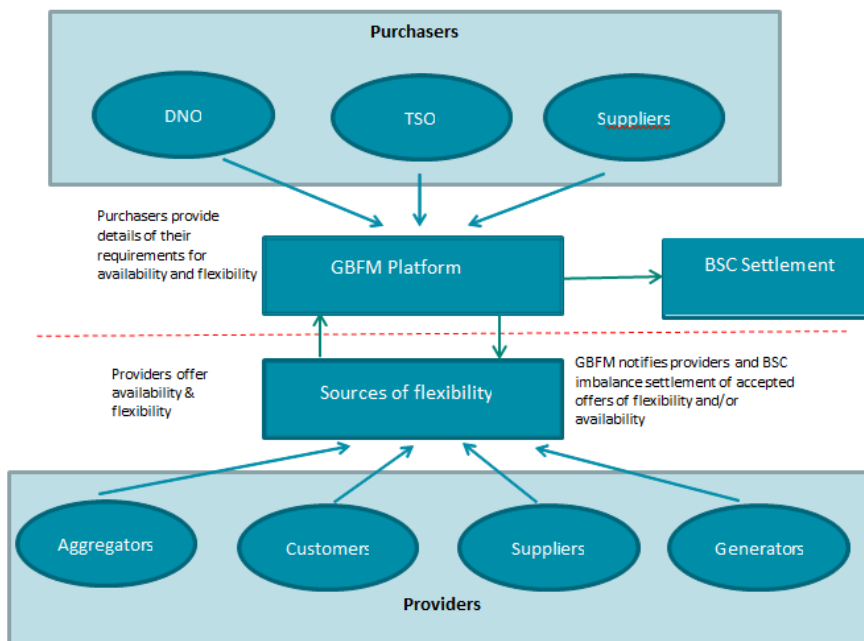 Purchasers
DNO
TSO
Suppliers
Purchasers provide
details of their
requirements for
availability and flexibility
GBFM Platform
BSC Settlement
Providers offer
availability &
flexibility
Sources of flexibility
GBFM notifies providers and BSC
imbalance settlement of accepted
offers of flexibility and/or
availability
Aggregators
Customers
Suppliers
Generators
Providers